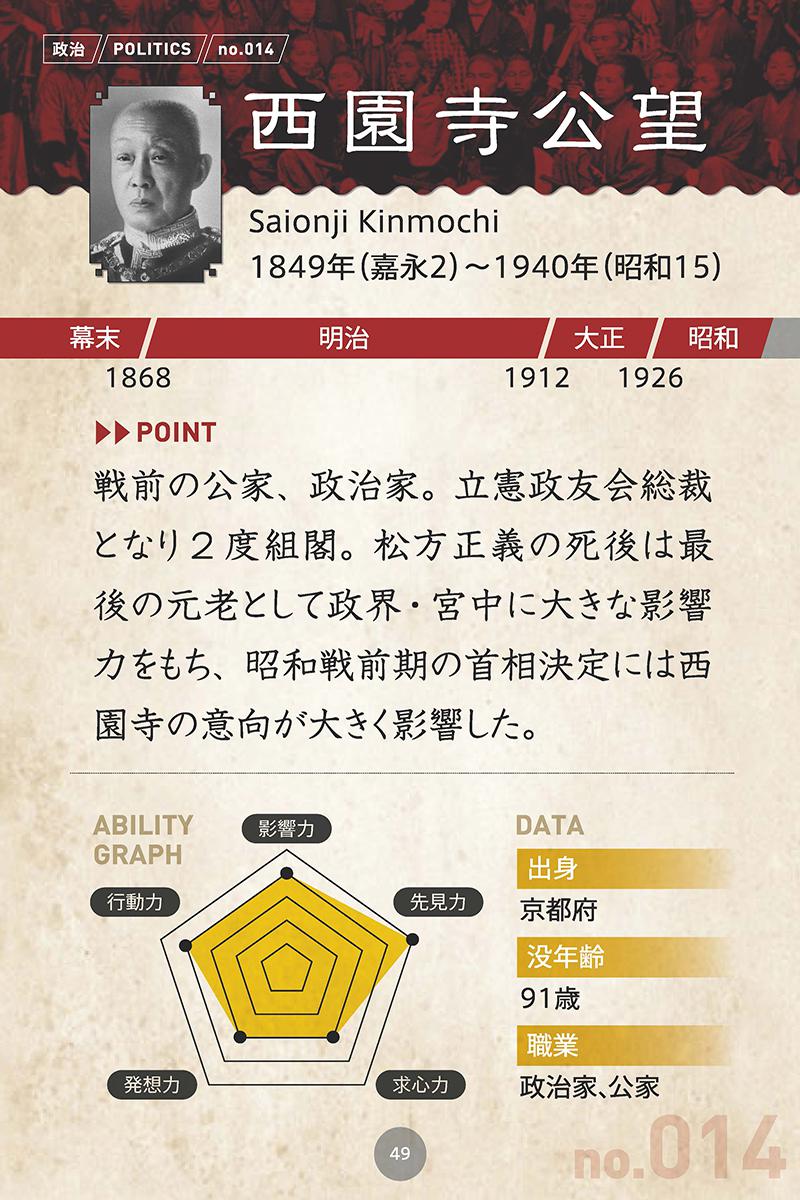 政治 POLITICS no.014
西園寺公望
Saionji Kinmochi
1849年(嘉永2)～1940年(昭和15)
幕末 明治 大正 昭和
1868 1912 1926
POINT
戦前の公家、政治家。立憲政友会総裁
となり2度組閣。松方正義の死後は最
後の元老として政界・宮中に大きな影響
力をもち、昭和戦前期の首相決定には西
園寺の意向が大きく影響した。
ABILITY
GRAPH
影響力
行動力
先見力
発想力
求心力
DATA
出身
京都府
没年齢
91歳
職業
政治家、公家
49
no.014